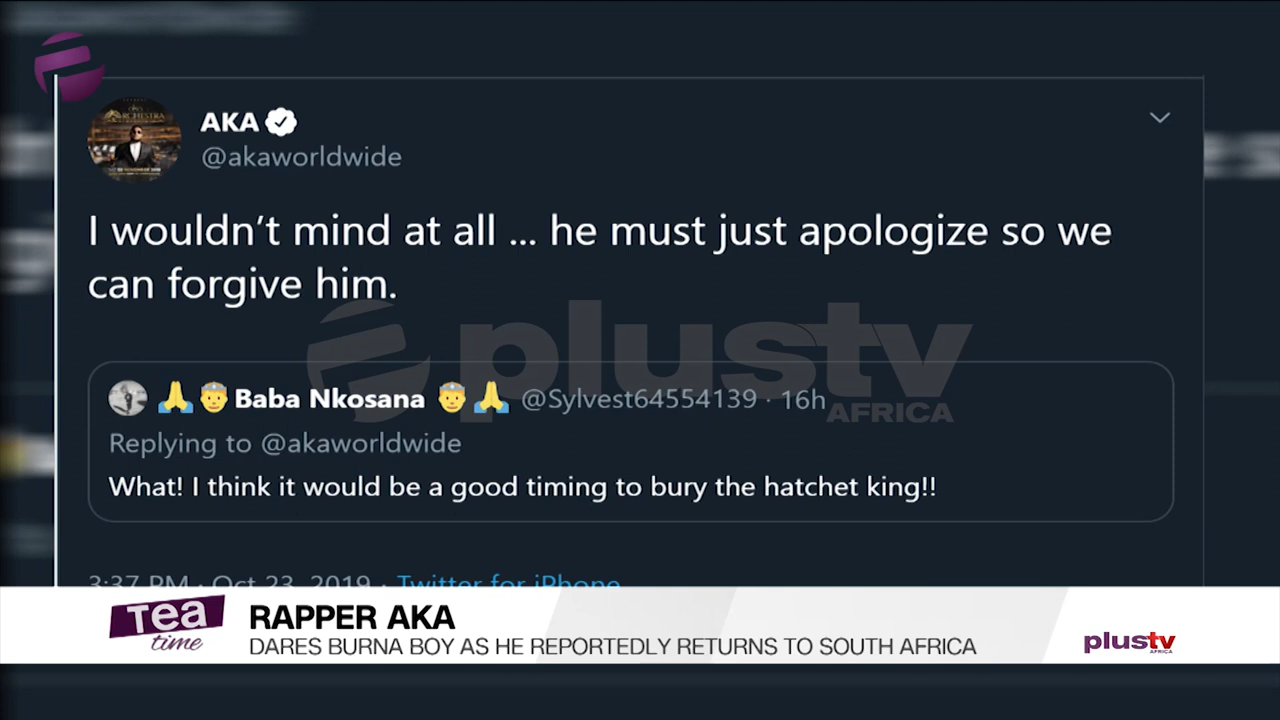 AKA
@akaworldwide
I wouldn't mind at all ... he must just apologize so we
can forgive him.
plustv
AFRICA
🙏👳 Baba Nkosana 👳🙏 @Sylvest64554139 · 16h
Replying to @akaworldwide
What! I think it would be a good timing to bury the hatchet king!!
3:37 PM · Oct 23, 2019 · Twitter for iPhone
Tea
time
RAPPER AKA
DARES BURNA BOY AS HE REPORTEDLY RETURNS TO SOUTH AFRICA
plustv
AFRICA